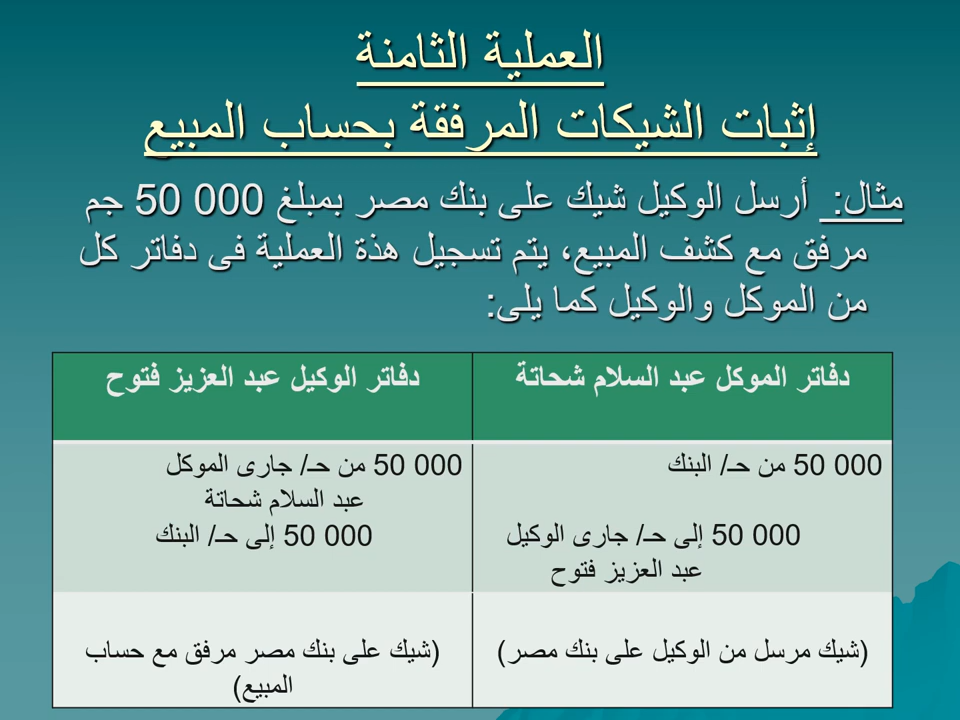 العملية الثامنة
إثبات الشيكات المرفقة بحساب المبيع
مثال: أرسل الوكيل شيك على بنك مصر بمبلغ 000 50 جم
مرفق مع كشف المبيع، يتم تسجيل هذة العملية فى دفاتر كل
من الموكل والوكيل كما يلى:
دفاتر الموكل عبد السلام شحاتة
دفاتر الوكيل عبد العزيز فتوح
000 50 من حـ/ البنك
000 50 إلى حـ/ جارى الوكيل
عبد العزيز فتوح
000 50 من حـ/ جارى الموكل
عبد السلام شحاتة
000 50 إلى حـ/ البنك
(شيك مرسل من الوكيل على بنك مصر)
(شيك على بنك مصر مرفق مع حساب
المبيع)